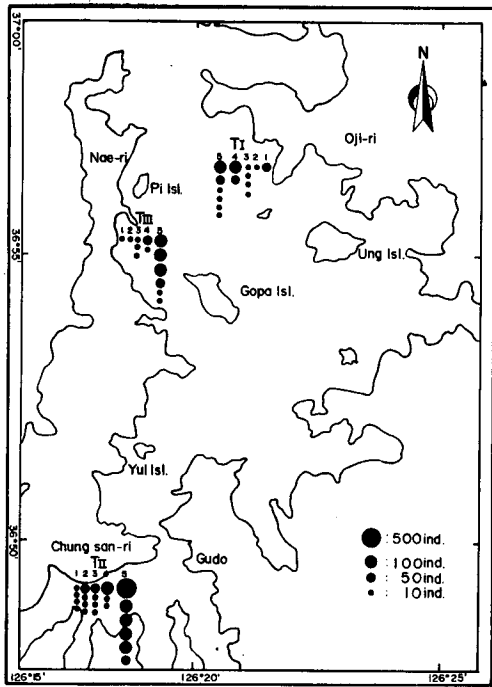 37°00'
N
TI
Oji-ri
Nae-ri
5 4 3 2 1
Pi Isl.
TIII
1 2 3 4 5
36°55'
Ung Isl.
Gopa Isl.
Yul Isl.
36°50'
Chung san-ri
Gudo
TII
1 2 3 4 5
: 500 ind.
: 100 ind.
: 50 ind.
: 10 ind.
126°15'
126°20'
126°25'